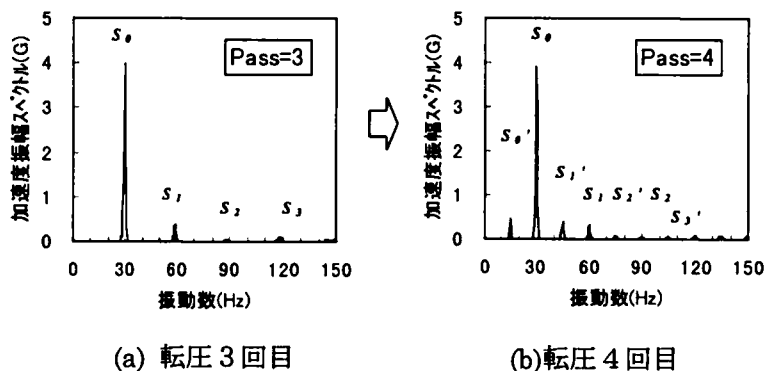 加速度振幅スペクトル(G)
5
4
3
2
1
0
S₀
Pass=3
S₁
S₂
S₃
0 30 60 90 120 150
振動数(Hz)
(a) 転圧3回目
加速度振幅スペクトル(G)
5
4
3
2
1
0
S₀
Pass=4
S₀'
S₁'
S₁ S₂' S₂
S₃'
0 30 60 90 120 150
振動数(Hz)
(b)転圧4回目